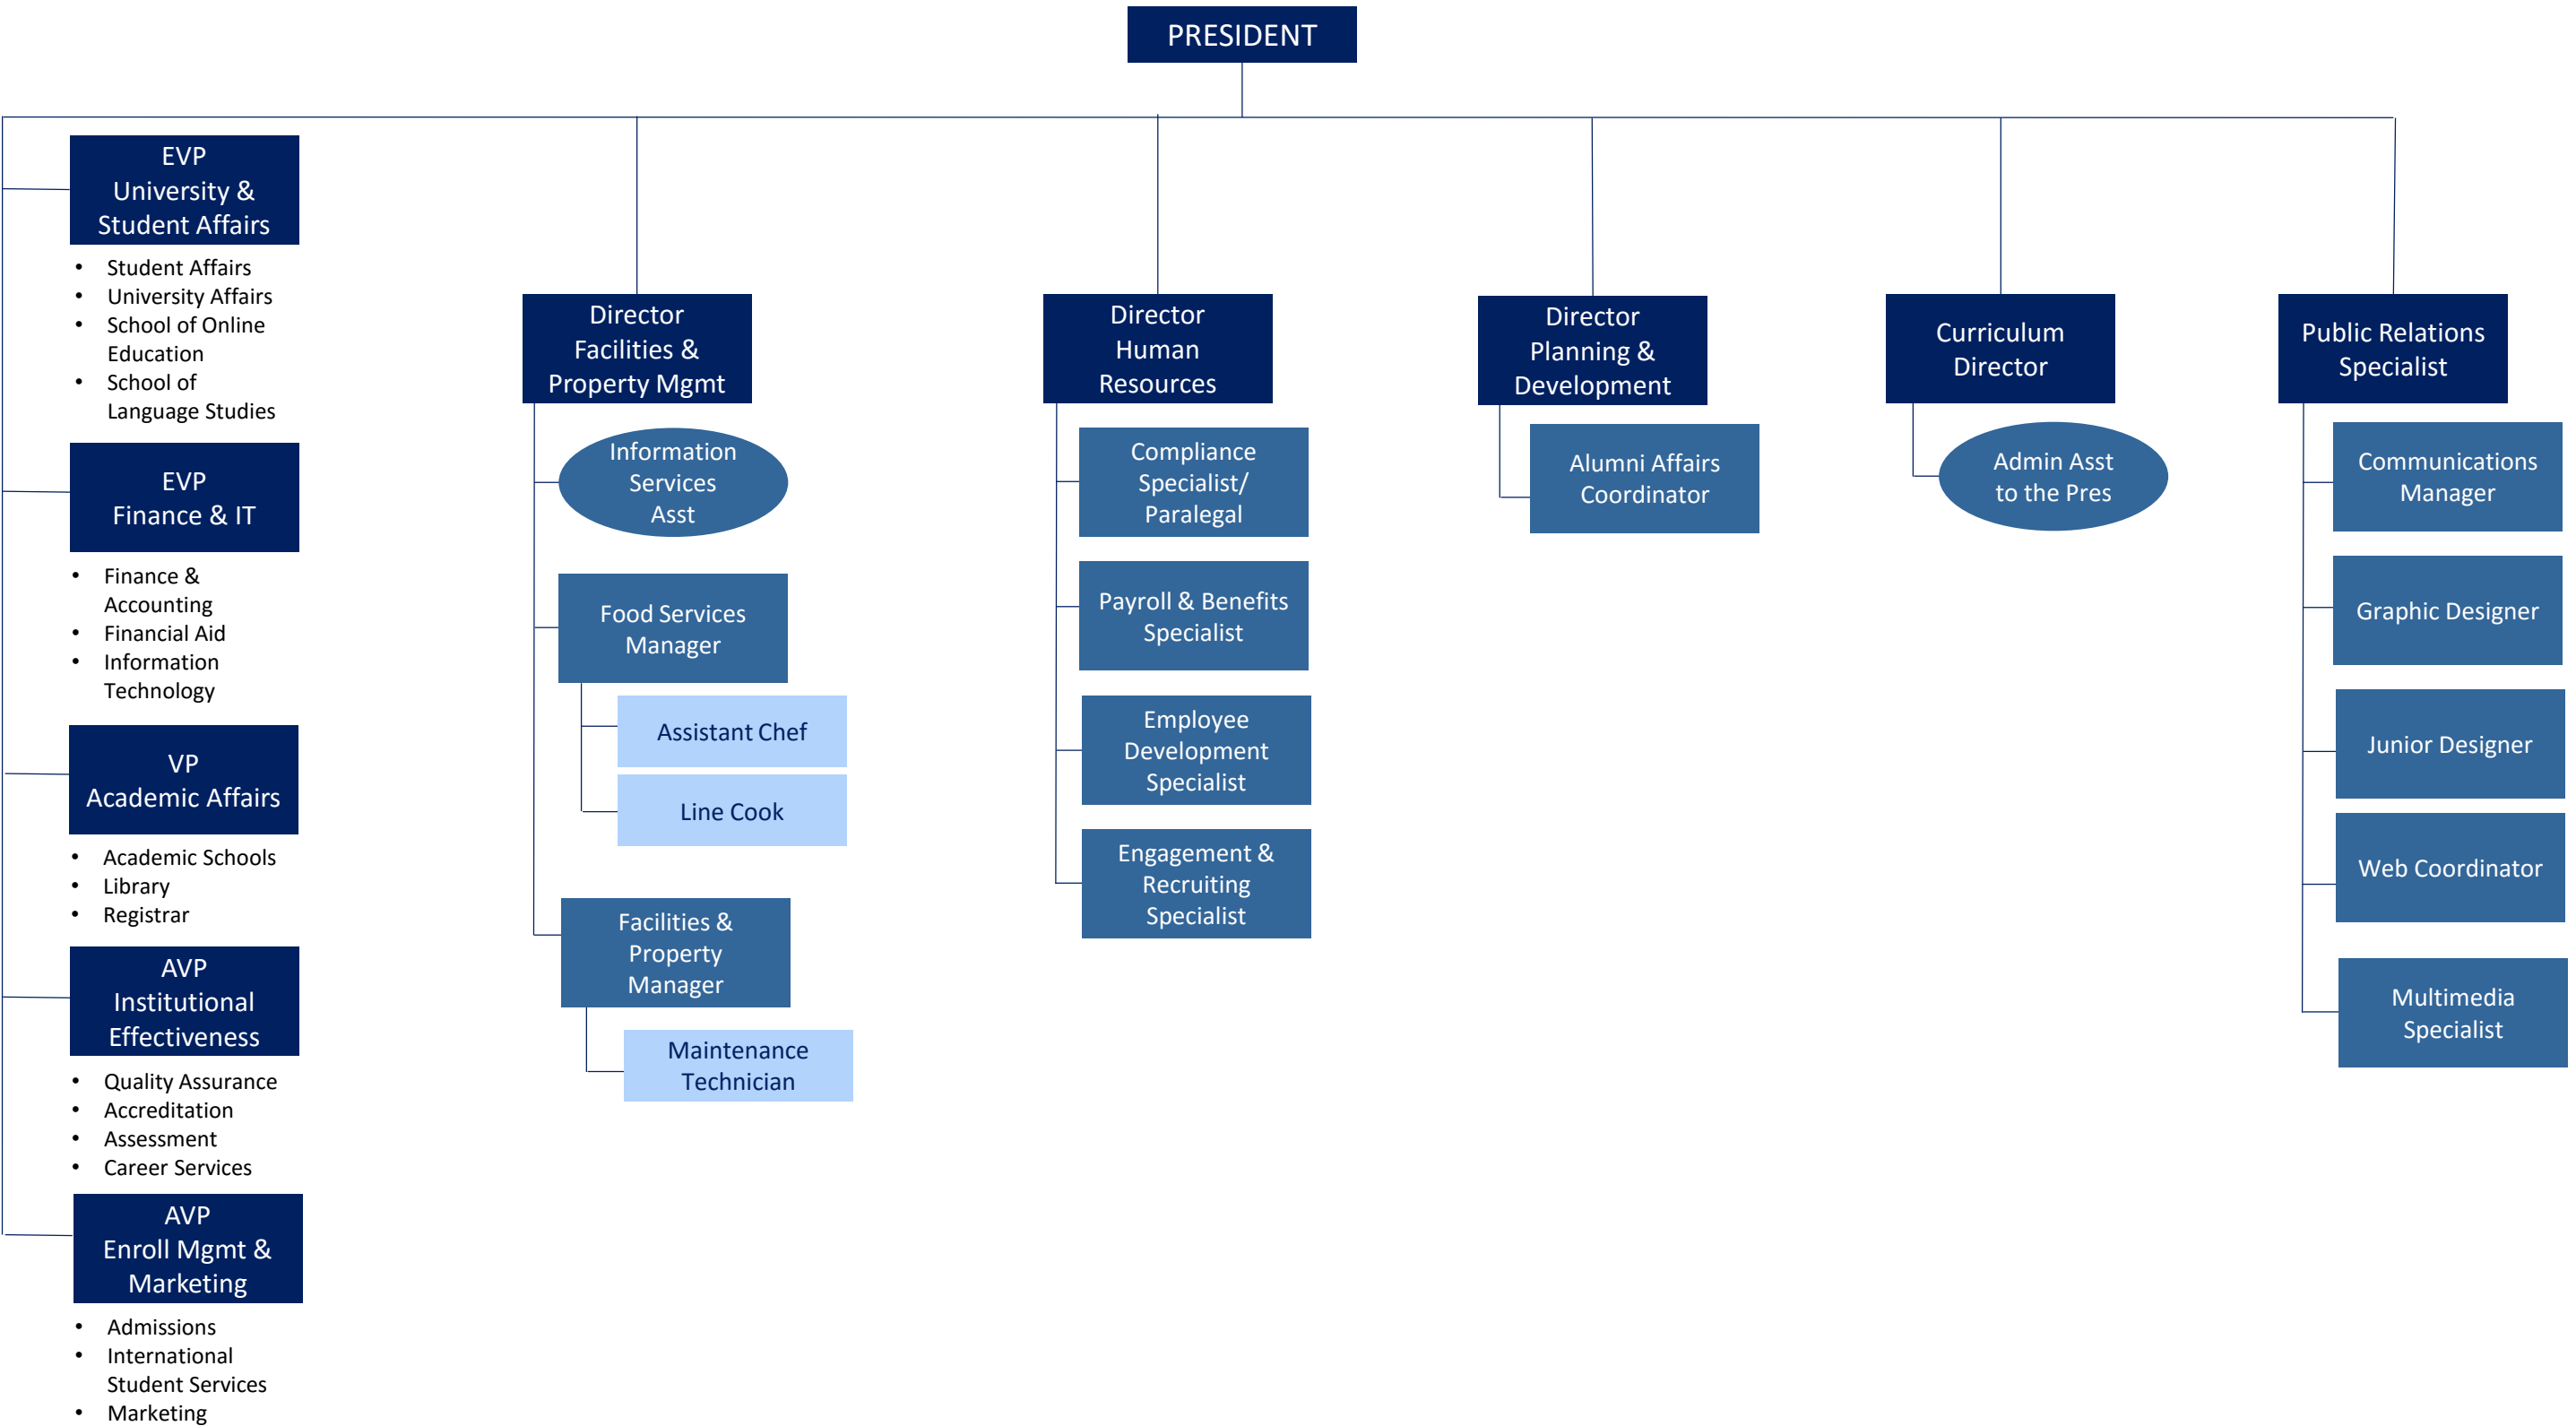 PRESIDENT
EVP
University &
Student Affairs
• Student Affairs
• University Affairs
• School of Online
Education
• School of
Language Studies
EVP
Finance & IT
• Finance &
Accounting
• Financial Aid
• Information
Technology
VP
Academic Affairs
• Academic Schools
• Library
• Registrar
AVP
Institutional
Effectiveness
• Quality Assurance
• Accreditation
• Assessment
• Career Services
AVP
Enroll Mgmt &
Marketing
• Admissions
• International
Student Services
• Marketing
Director
Facilities &
Property Mgmt
Information
Services
Asst
Food Services
Manager
Assistant Chef
Line Cook
Facilities &
Property
Manager
Maintenance
Technician
Director
Human
Resources
Compliance
Specialist/
Paralegal
Payroll & Benefits
Specialist
Employee
Development
Specialist
Engagement &
Recruiting
Specialist
Director
Planning &
Development
Alumni Affairs
Coordinator
Curriculum
Director
Admin Asst
to the Pres
Public Relations
Specialist
Communications
Manager
Graphic Designer
Junior Designer
Web Coordinator
Multimedia
Specialist